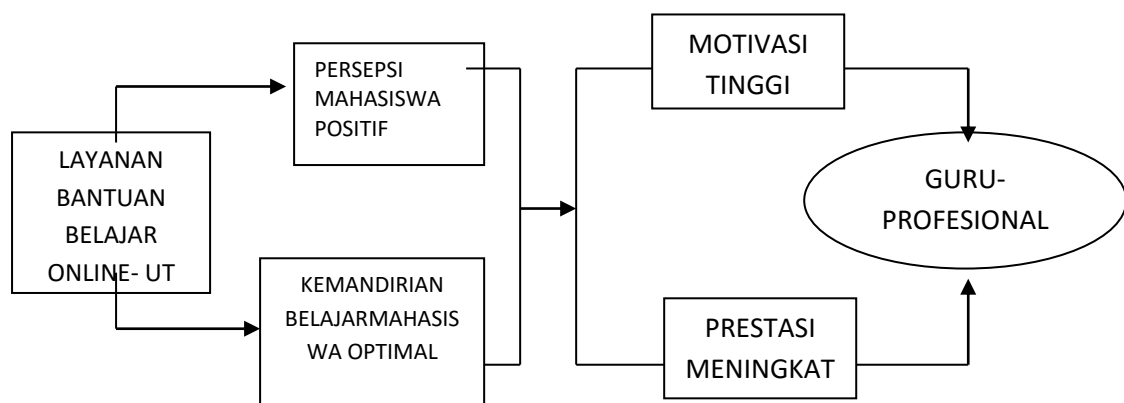 LAYANAN
BANTUAN
BELAJAR
ONLINE- UT
PERSEPSI
MAHASISWA
POSITIF
KEMANDIRIAN
BELAJARMAHASIS
WA OPTIMAL
MOTIVASI
TINGGI
PRESTASI
MENINGKAT
GURU-
PROFESIONAL